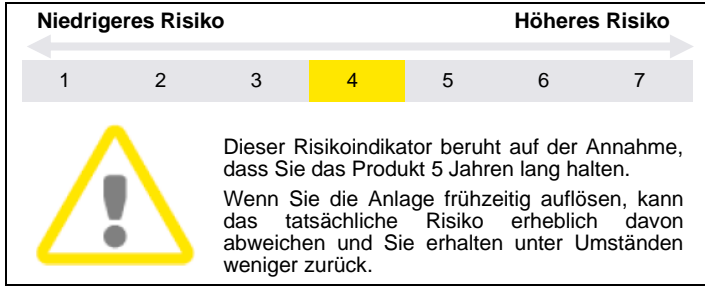 Niedrigeres Risiko Höheres Risiko
1 2 3 4 5 6 7
Dieser Risikoindikator beruht auf der Annahme,
dass Sie das Produkt 5 Jahren lang halten.
Wenn Sie die Anlage frühzeitig auflösen, kann
das tatsächliche Risiko erheblich davon
abweichen und Sie erhalten unter Umständen
weniger zurück.